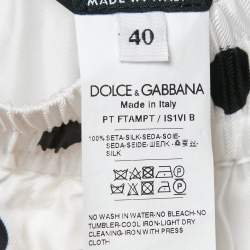 MADE IN ITALY
40
DOLCE & GABBANA
Made in Italy
PT FTAMPT / IS1VI B
100% SETA-SILK-SEDA-SOIE-
SEDA-SEIDE-ШЕЛК-
SILK
NO WASH IN WATER-NO BLEACH-NO
TUMBLER-COOL IRON-LIGHT DRY
CLEANING-IRON WITH PRESS
CLOTH